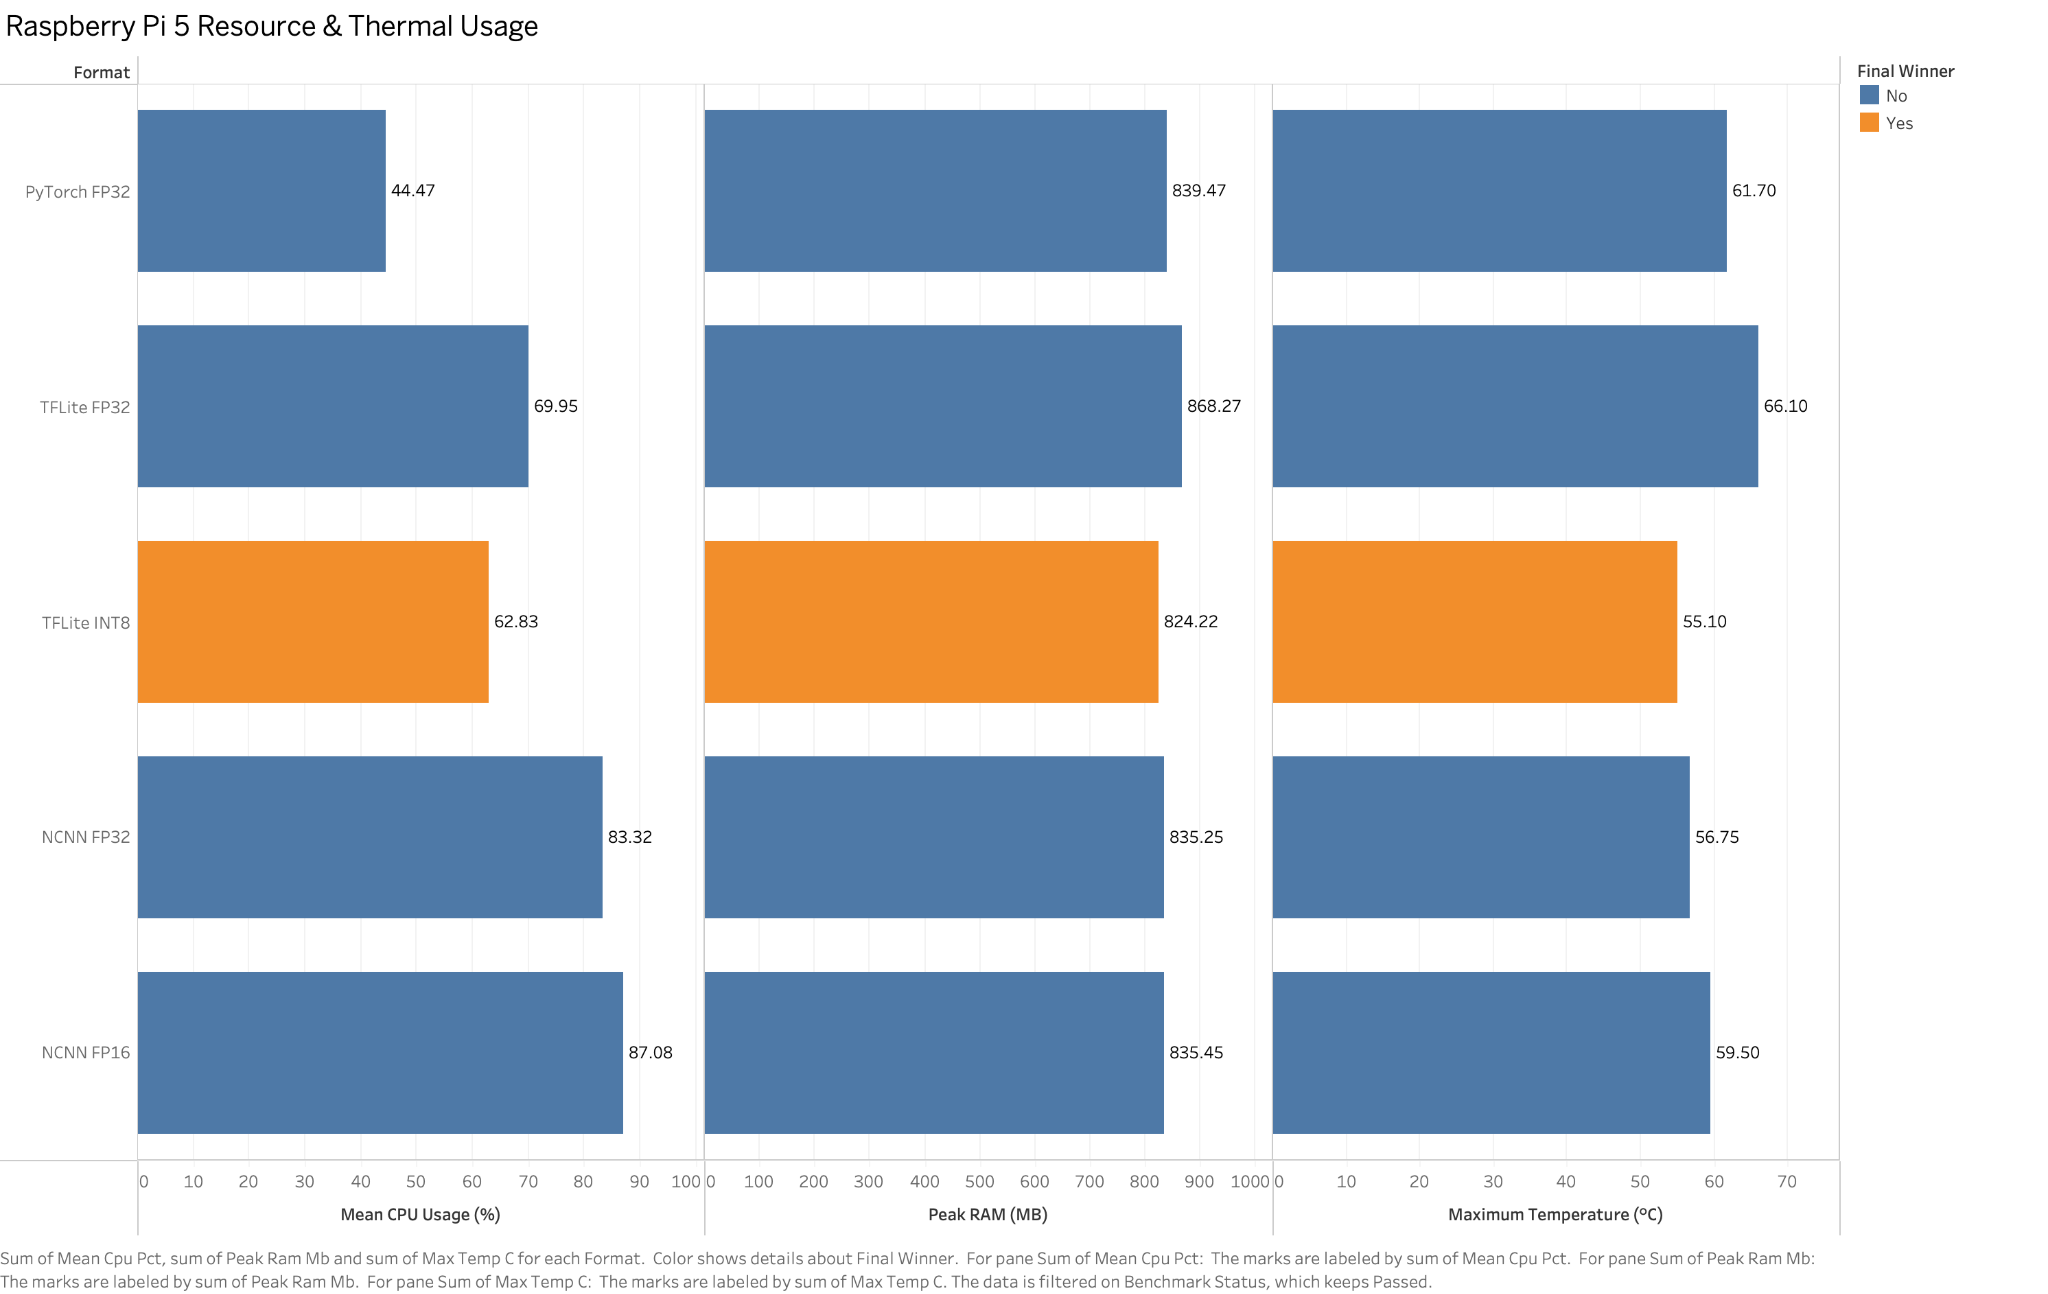 Raspberry Pi 5 Resource & Thermal Usage
Format
Final Winner
No
Yes
PyTorch FP32
44.47
839.47
61.70
TFLite FP32
69.95
868.27
66.10
TFLite INT8
62.83
824.22
55.10
NCNN FP32
83.32
835.25
56.75
NCNN FP16
87.08
835.45
59.50
0 10 20 30 40 50 60 70 80 90 100
0 100 200 300 400 500 600 700 800 900 1000
0 10 20 30 40 50 60 70
Mean CPU Usage (%)
Peak RAM (MB)
Maximum Temperature (°C)
Sum of Mean Cpu Pct, sum of Peak Ram Mb and sum of Max Temp C for each Format.  Color shows details about Final Winner.  For pane Sum of Mean Cpu Pct:  The marks are labeled by sum of Mean Cpu Pct.  For pane Sum of Peak Ram Mb:
The marks are labeled by sum of Peak Ram Mb.  For pane Sum of Max Temp C:  The marks are labeled by sum of Max Temp C. The data is filtered on Benchmark Status, which keeps Passed.